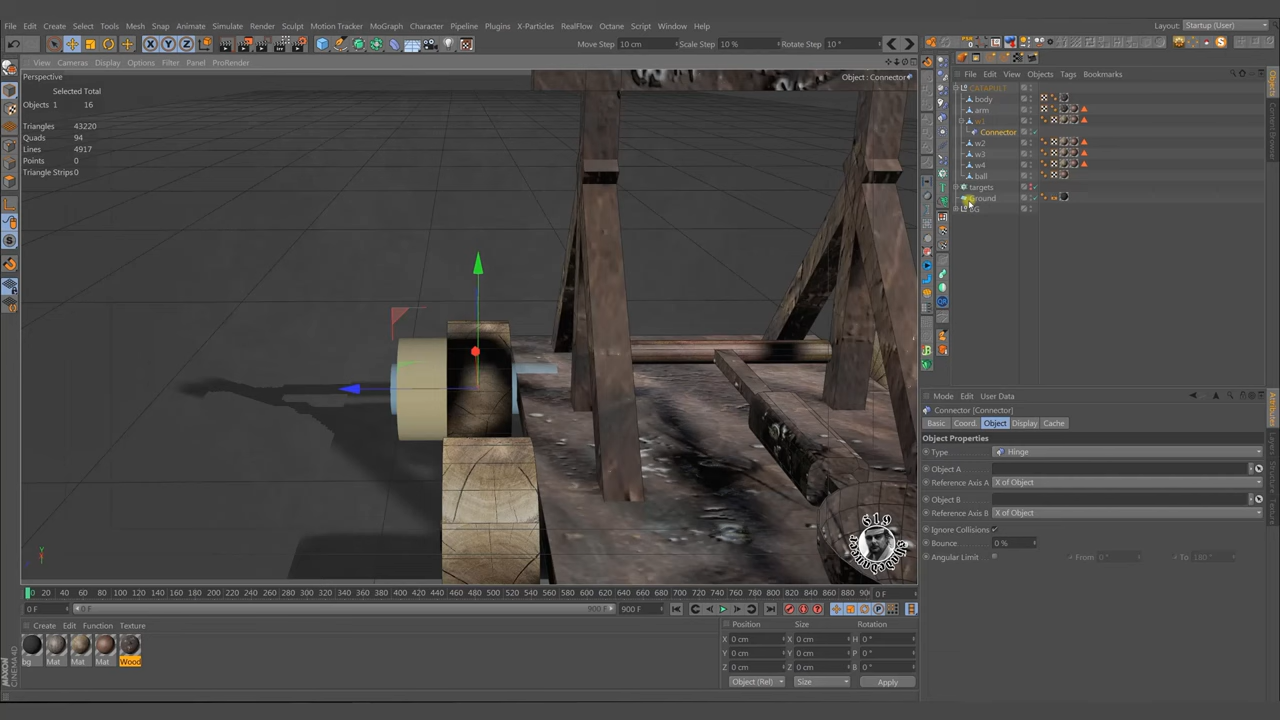 File Edit Create Select Tools Mesh Snap Animate Simulate Render Sculpt Motion Tracker MoGraph Character Pipeline Plugins X-Particles RealFlow Octane Script Window Help Layout: Startup (User)
Move Step 10 cm Scale Step 10 % Rotate Step 10 °
View Cameras Display Options Filter Panel ProRender
File Edit View Objects Tags Bookmarks
Perspective Object : Connector
Selected Total
Objects 1 16
Triangles 43220
Quads 94
Lines 4917
Points 0
Triangle Strips 0
CATAPULT
body
arm
w1
Connector
w2
w3
w4
ball
targets
Ground
BG
Mode Edit User Data
Connector [Connector]
Basic Coord. Object Display Cache
Object Properties
Type Hinge
Object A
Reference Axis A X of Object
Object B
Reference Axis B X of Object
Ignore Collisions
Bounce 0 %
Angular Limit From 0 ° To 180 °
0 20 40 60 80 100 120 140 160 180 200 220 240 260 280 300 320 340 360 380 400 420 440 460 480 500 520 540 560 580 600 620 640 660 680 700 720 740 760 780 800 820 840 860 880 900 0 F
0 F 0 F 900 F 900 F
Create Edit Function Texture
bg Mat Mat Mat Wood
Position Size Rotation
X 0 cm X 0 cm H 0 °
Y 0 cm Y 0 cm P 0 °
Z 0 cm Z 0 cm B 0 °
Object (Rel) Size Apply
MAXON CINEMA 4D
Objects
Attributes